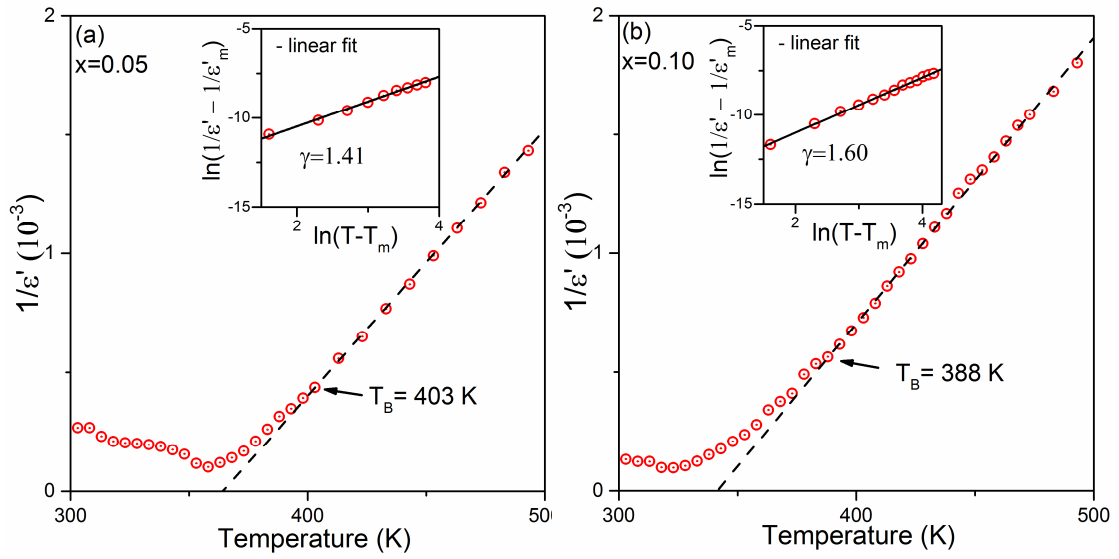 (a)
x=0.05
- linear fit
γ=1.41
-5
-10
-15
2
4
ln(1/ε' − 1/ε'm)
ln(T-Tm)
TB= 403 K
2
1
0
1/ε' (10-3)
300
400
500
Temperature (K)
(b)
x=0.10
- linear fit
γ=1.60
-5
-10
-15
2
4
ln(1/ε' − 1/ε'm)
ln(T-Tm)
TB= 388 K
2
1
0
1/ε' (10-3)
300
400
500
Temperature (K)